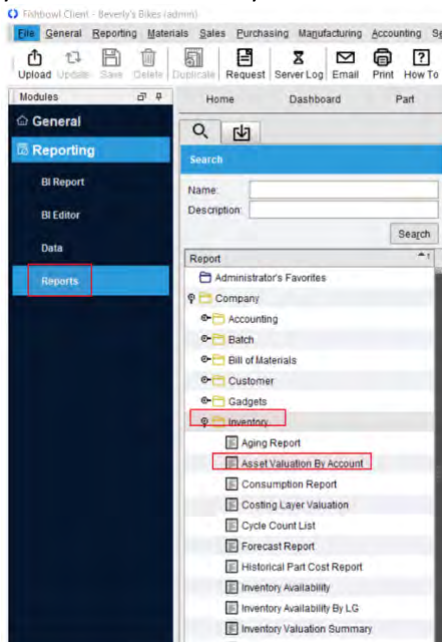 Fishbowl Client - Beverly's Bikes (admin)
File General Reporting Materials Sales Purchasing Manufacturing Accounting
Upload Update Save Delete Duplicate Request Server Log Email Print How To
Modules Home Dashboard Part
General
Reporting
BI Report
BI Editor
Data
Reports
Search
Name:
Description:
Search
Report
Administrator's Favorites
Company
Accounting
Batch
Bill of Materials
Customer
Gadgets
Inventory
Aging Report
Asset Valuation By Account
Consumption Report
Costing Layer Valuation
Cycle Count List
Forecast Report
Historical Part Cost Report
Inventory Availability
Inventory Availability By LG
Inventory Valuation Summary